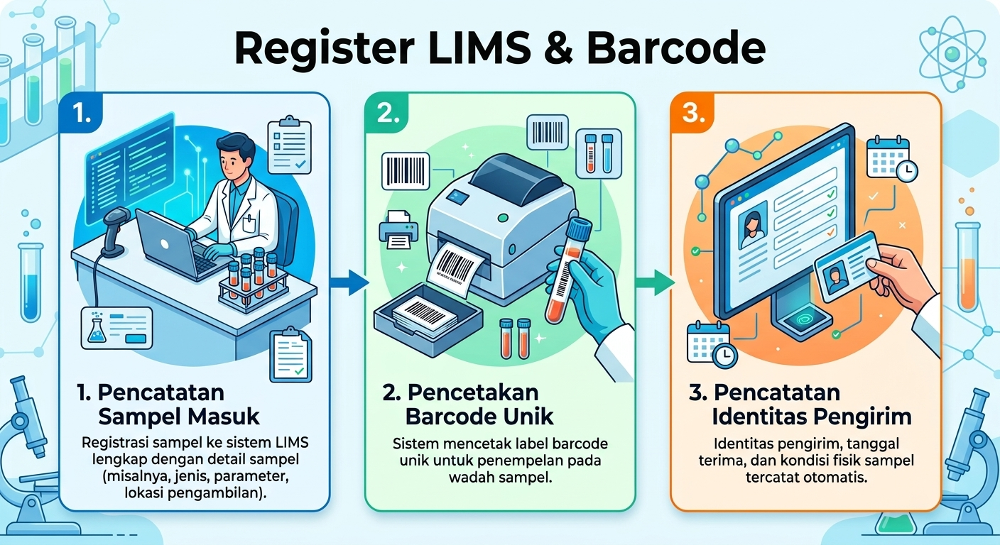 Register LIMS & Barcode
1.
1. Pencatatan
Sampel Masuk
Registrasi sampel ke sistem LIMS
lengkap dengan detail sampel
(misalnya, jenis, parameter,
lokasi pengambilan).
2.
2. Pencetakan
Barcode Unik
Sistem mencetak label barcode
unik untuk penempelan pada
wadah sampel.
3.
3. Pencatatan
Identitas Pengirim
Identitas pengirim, tanggal
terima, dan kondisi fisik sampel
tercatat otomatis.